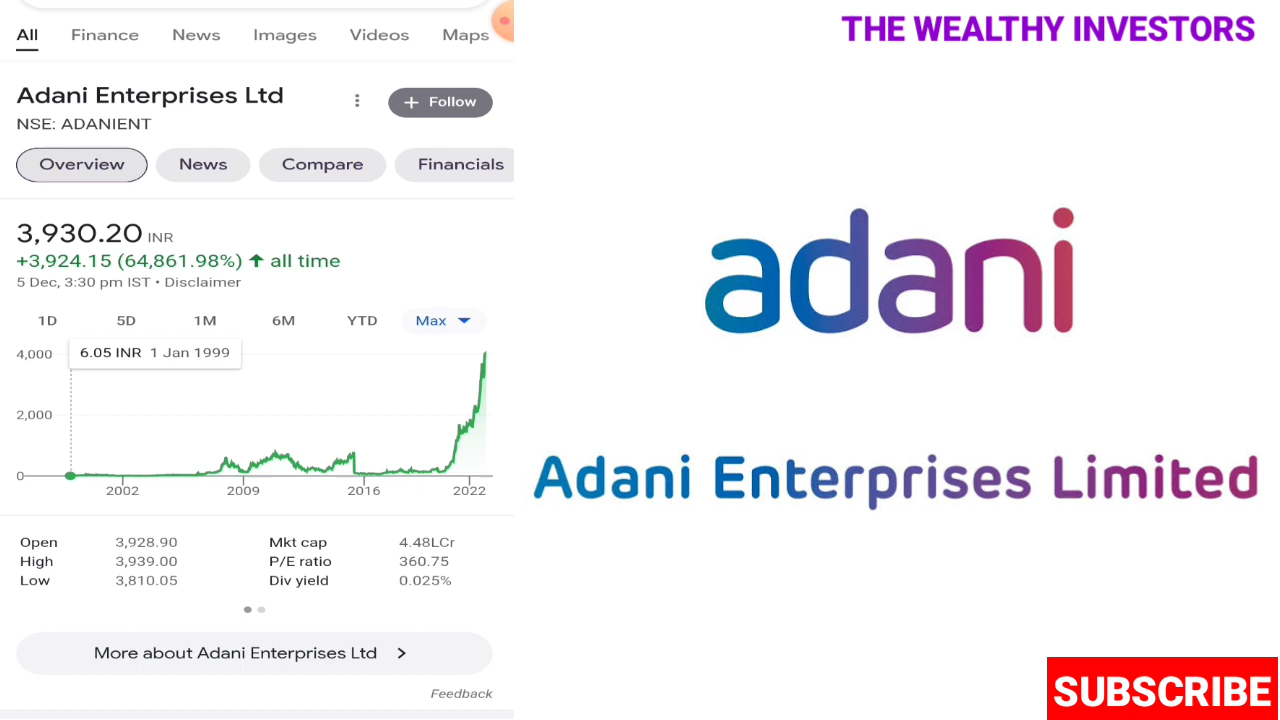 All Finance News Images Videos Maps
Adani Enterprises Ltd
+ Follow
NSE: ADANIENT
Overview News Compare Financials
3,930.20 INR
+3,924.15 (64,861.98%) ↑ all time
5 Dec, 3:30 pm IST • Disclaimer
1D 5D 1M 6M YTD Max
6.05 INR 1 Jan 1999
4,000
2,000
0
2002 2009 2016 2022
Open 3,928.90 Mkt cap 4.48LCr
High 3,939.00 P/E ratio 360.75
Low 3,810.05 Div yield 0.025%
More about Adani Enterprises Ltd >
Feedback
THE WEALTHY INVESTORS
adani
Adani Enterprises Limited
SUBSCRIBE